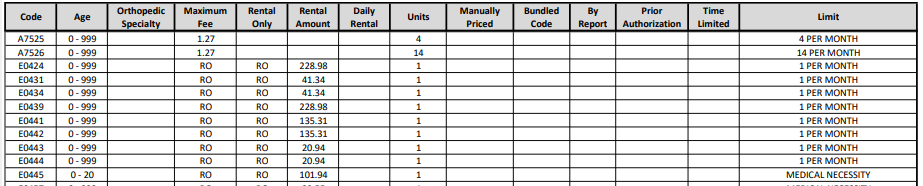 Code Age Orthopedic Specialty Maximum Fee Rental Only Rental Amount Daily Rental Units Manually Priced Bundled Code By Report Prior Authorization Time Limited Limit
A7525 0 - 999 1.27 4 4 PER MONTH
A7526 0 - 999 1.27 14 14 PER MONTH
E0424 0 - 999 RO RO 228.98 1 1 PER MONTH
E0431 0 - 999 RO RO 41.34 1 1 PER MONTH
E0434 0 - 999 RO RO 41.34 1 1 PER MONTH
E0439 0 - 999 RO RO 228.98 1 1 PER MONTH
E0441 0 - 999 RO RO 135.31 1 1 PER MONTH
E0442 0 - 999 RO RO 135.31 1 1 PER MONTH
E0443 0 - 999 RO RO 20.94 1 1 PER MONTH
E0444 0 - 999 RO RO 20.94 1 1 PER MONTH
E0445 0 - 20 RO RO 101.94 1 MEDICAL NECESSITY